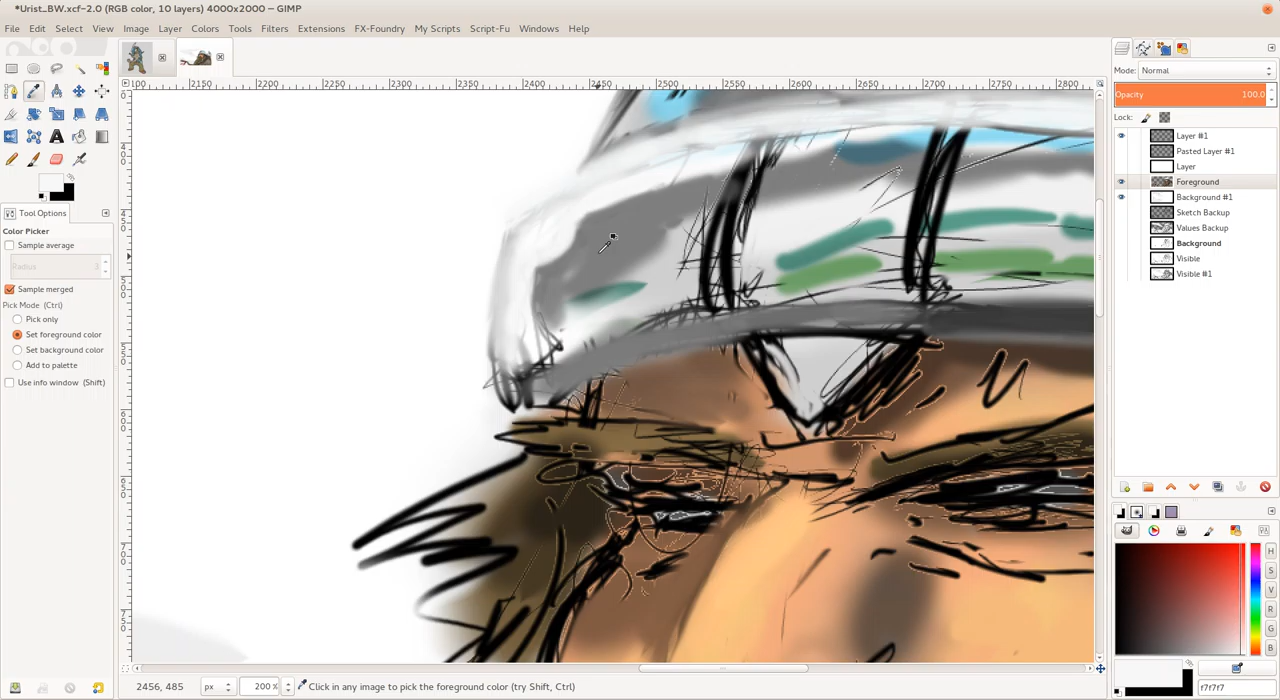 *Urist_BW.xcf-2.0 (RGB color, 10 layers) 4000x2000 – GIMP
File Edit Select View Image Layer Colors Tools Filters Extensions FX-Foundry My Scripts Script-Fu Windows Help
100 2150 2200 2250 2300 2350 2400 2450 2500 2550 2600 2650 2700 2750 2800
Mode: Normal
Opacity 100.0
Lock:
Layer #1
Pasted Layer #1
Layer
Foreground
Background #1
Sketch Backup
Values Backup
Background
Visible
Visible #1
Tool Options
Color Picker
Sample average
Radius 3
Sample merged
Pick Mode (Ctrl)
Pick only
Set foreground color
Set background color
Add to palette
Use info window (Shift)
H
S
V
R
G
B
f7f7f7
2456, 485 px 200 % Click in any image to pick the foreground color (try Shift, Ctrl)